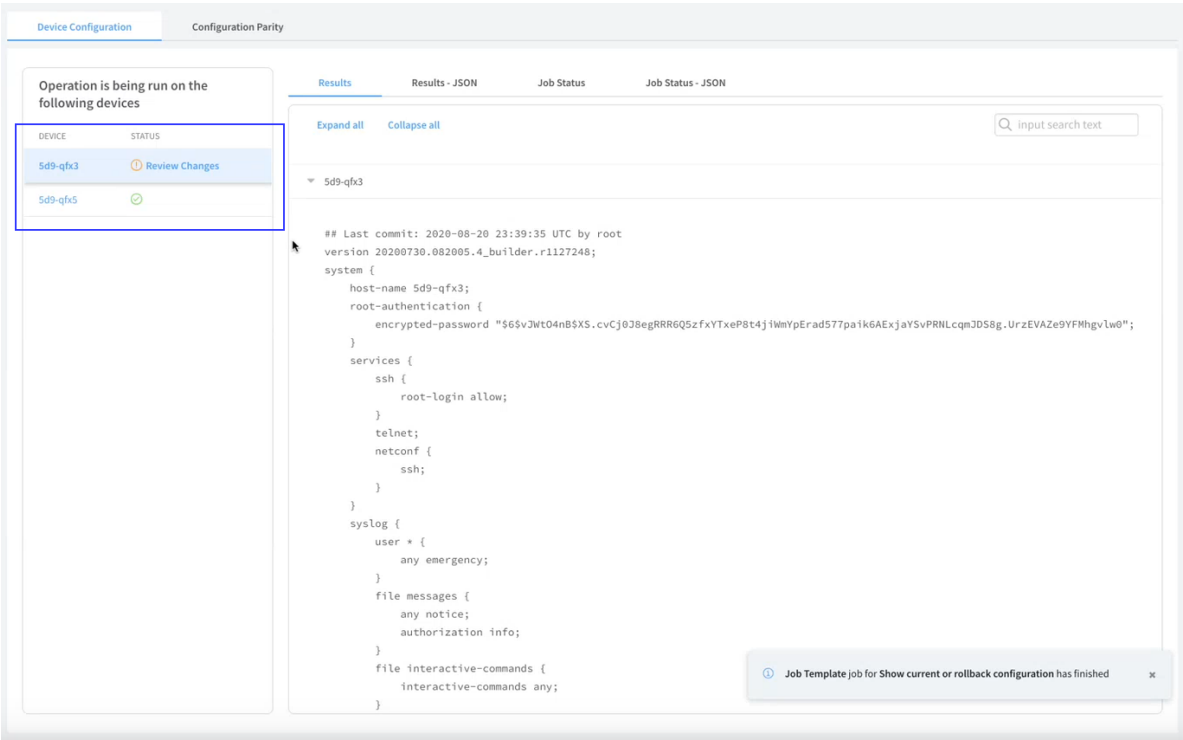 Device Configuration
Configuration Parity
Operation is being run on the
following devices
DEVICE STATUS
5d9-qfx3 Review Changes
5d9-qfx5
Results Results - JSON Job Status Job Status - JSON
Expand all Collapse all input search text
5d9-qfx3
## Last commit: 2020-08-20 23:39:35 UTC by root
version 20200730.082005.4_builder.r1127248;
system {
    host-name 5d9-qfx3;
    root-authentication {
        encrypted-password "$6$vJWtO4nB$XS.cvCj0J8egRRR6Q5zfxYTxeP8t4jiWmYpErad577paik6AExjaYSvPRNLcqmJDS8g.UrzEVAZe9YFMhgvlw0";
    }
    services {
        ssh {
            root-login allow;
        }
        telnet;
        netconf {
            ssh;
        }
    }
    syslog {
        user * {
            any emergency;
        }
        file messages {
            any notice;
            authorization info;
        }
        file interactive-commands {
            interactive-commands any;
        }
Job Template job for Show current or rollback configuration has finished